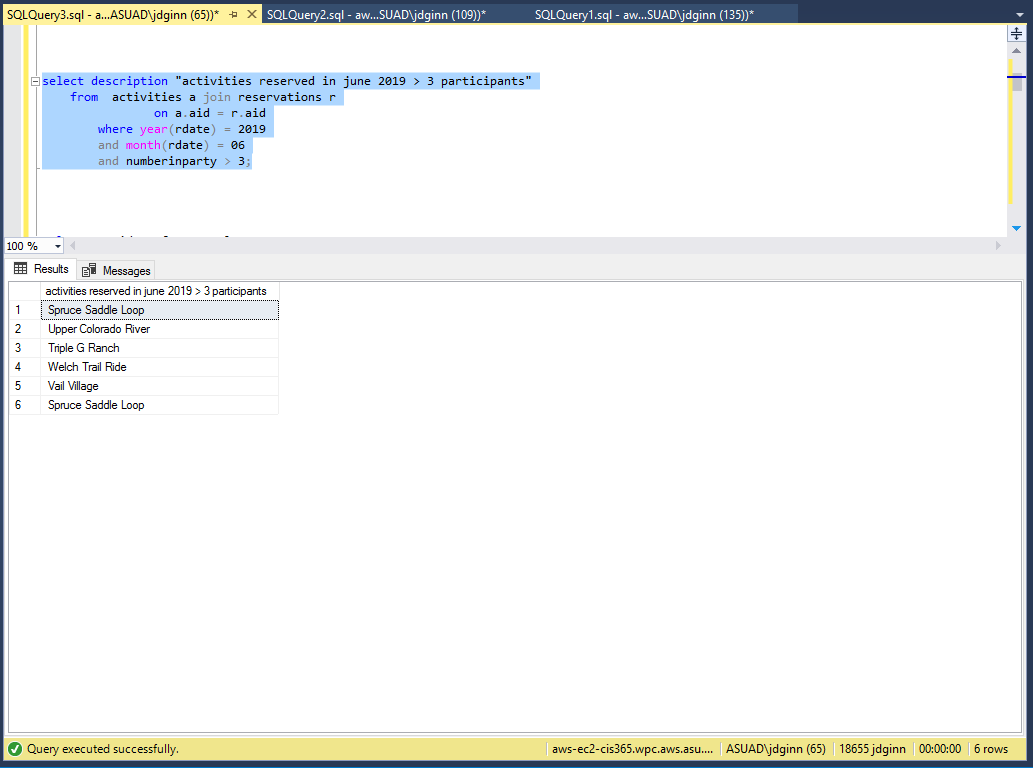 SQLQuery3.sql - a...ASUAD\jdginn (65))* SQLQuery2.sql - aw...SUAD\jdginn (109))* SQLQuery1.sql - aw...SUAD\jdginn (135))*
select description "activities reserved in june 2019 > 3 participants"
from activities a join reservations r
on a.aid = r.aid
where year(rdate) = 2019
and month(rdate) = 06
and numberinparty > 3;
100 %
Results Messages
activities reserved in june 2019 > 3 participants
1 Spruce Saddle Loop
2 Upper Colorado River
3 Triple G Ranch
4 Welch Trail Ride
5 Vail Village
6 Spruce Saddle Loop
Query executed successfully. aws-ec2-cis365.wpc.aws.asu.... ASUAD\jdginn (65) 18655 jdginn 00:00:00 6 rows